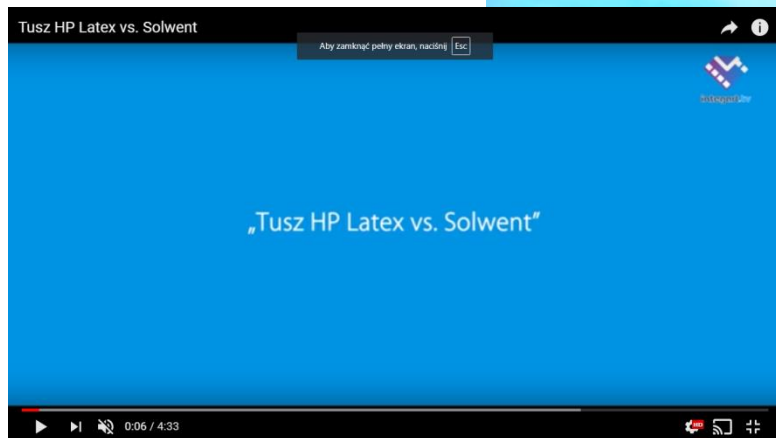 Tusz HP Latex vs. Solwent
Aby zamknąć pełny ekran, naciśnij Esc
„Tusz HP Latex vs. Solwent”
0:06 / 4:33
HD